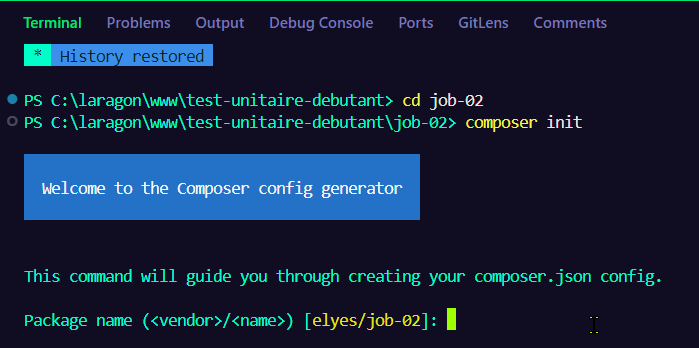 Terminal Problems Output Debug Console Ports GitLens Comments
* History restored
PS C:\laragon\www\test-unitaire-debutant> cd job-02
PS C:\laragon\www\test-unitaire-debutant\job-02> composer init
Welcome to the Composer config generator
This command will guide you through creating your composer.json config.
Package name (<vendor>/<name>) [elyes/job-02]: